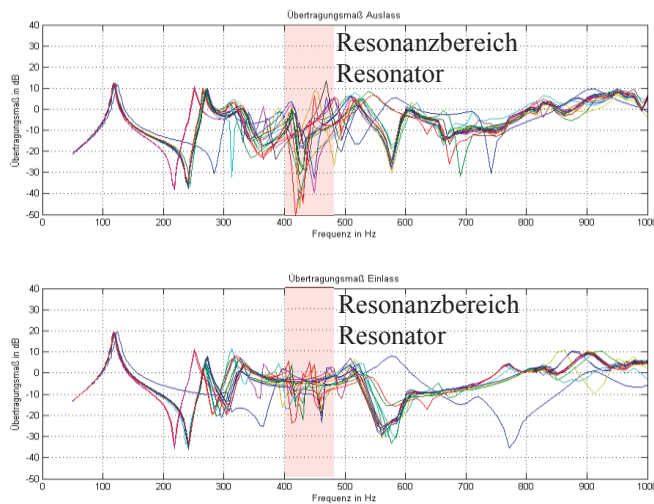 Übertragungsmaß Auslass
40
30
20
10
0
-10
-20
-30
-40
-50
Übertragungsmaß in dB
Resonanzbereich
Resonator
0 100 200 300 400 500 600 700 800 900 1000
Frequenz in Hz
Übertragungsmaß Einlass
40
30
20
10
0
-10
-20
-30
-40
-50
Übertragungsmaß in dB
Resonanzbereich
Resonator
0 100 200 300 400 500 600 700 800 900 1000
Frequenz in Hz